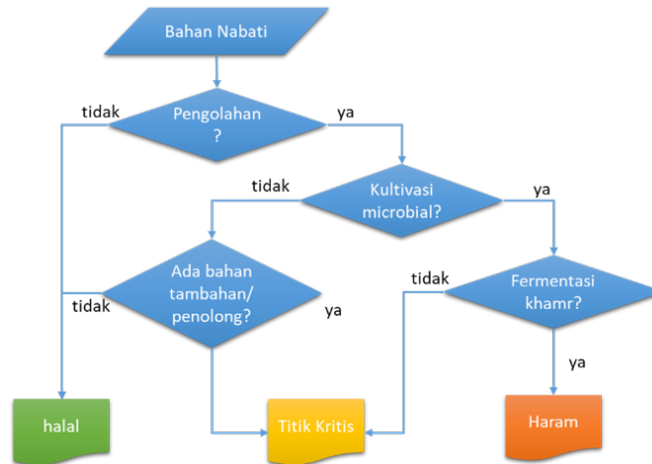 Bahan Nabati
tidak
Pengolahan
?
ya
tidak
Kultivasi
microbial?
ya
Ada bahan
tambahan/
penolong?
tidak
ya
tidak
Fermentasi
khamr?
ya
halal
Titik Kritis
Haram